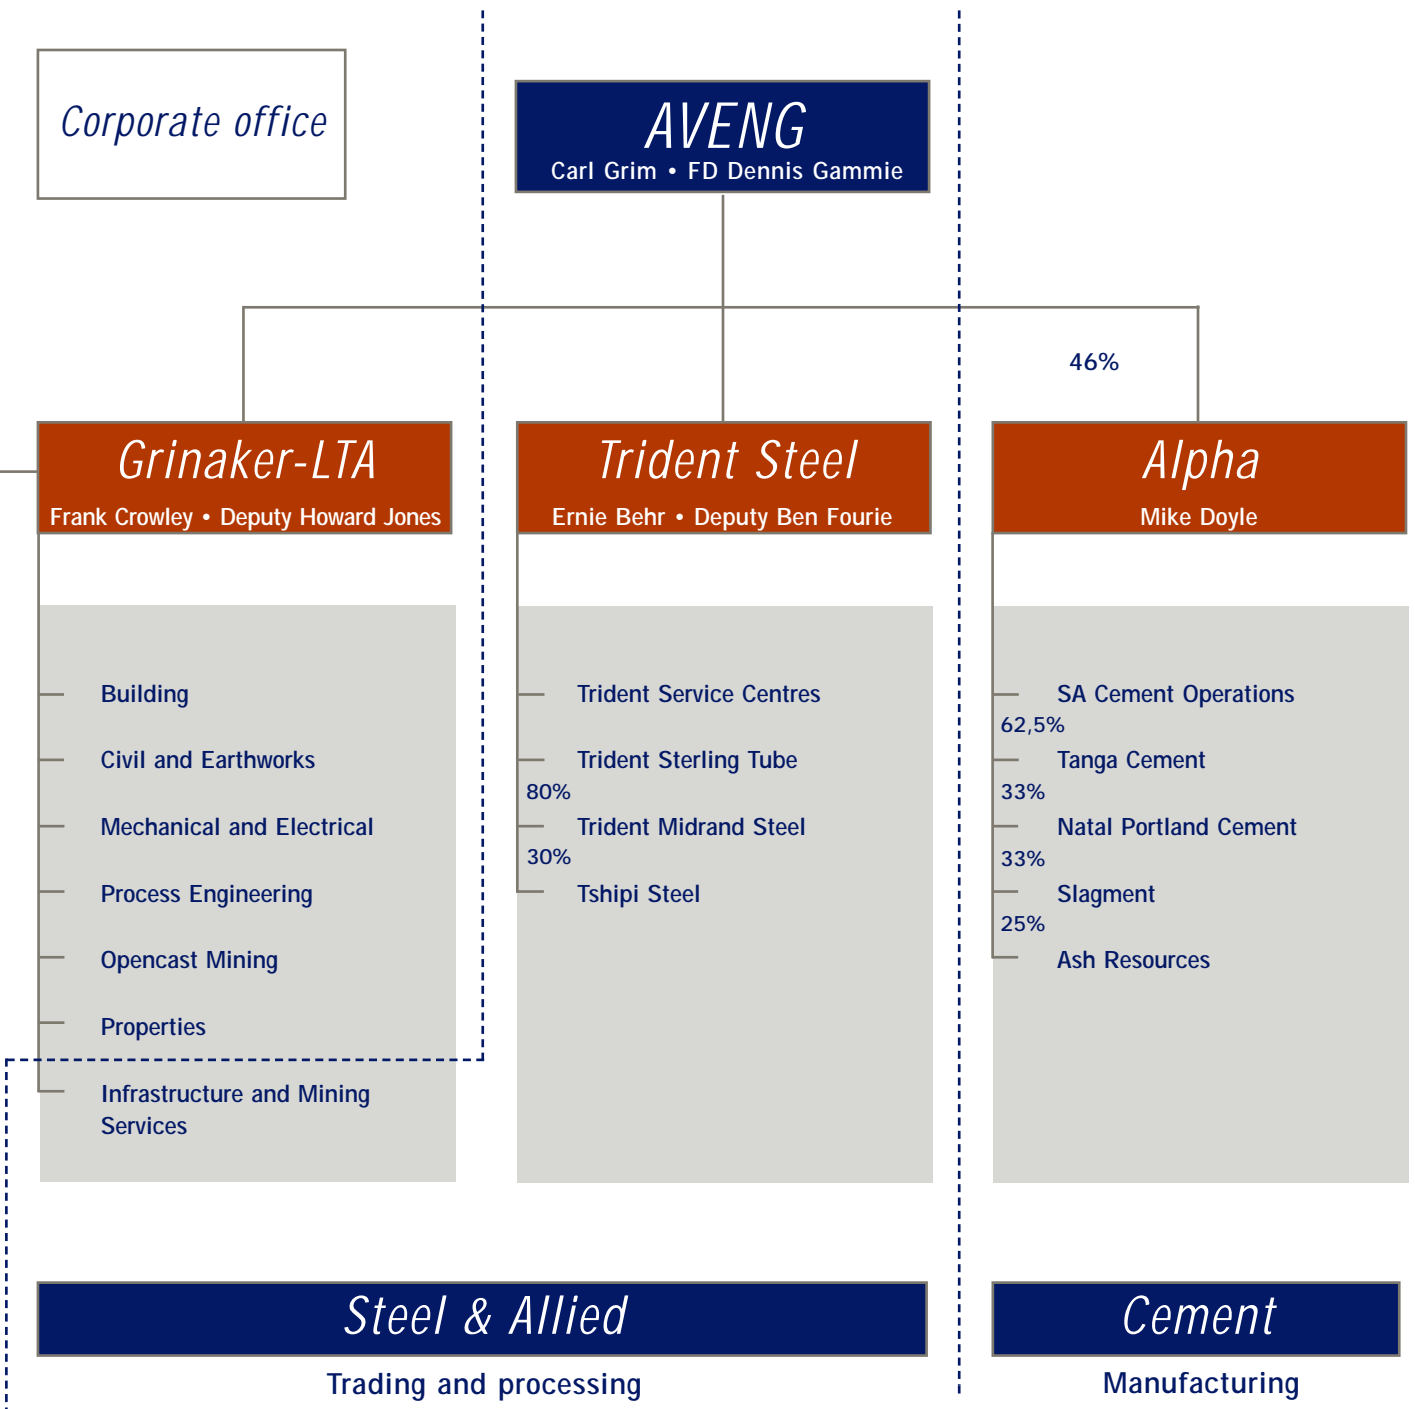 Corporate office
AVENG
Carl Grim • FD Dennis Gammie
46%
Grinaker-LTA
Frank Crowley • Deputy Howard Jones
Trident Steel
Ernie Behr • Deputy Ben Fourie
Alpha
Mike Doyle
Building
Civil and Earthworks
Mechanical and Electrical
Process Engineering
Opencast Mining
Properties
Infrastructure and Mining
Services
Trident Service Centres
Trident Sterling Tube
80%
Trident Midrand Steel
30%
Tshipi Steel
SA Cement Operations
62,5%
Tanga Cement
33%
Natal Portland Cement
33%
Slagment
25%
Ash Resources
Steel & Allied
Trading and processing
Cement
Manufacturing